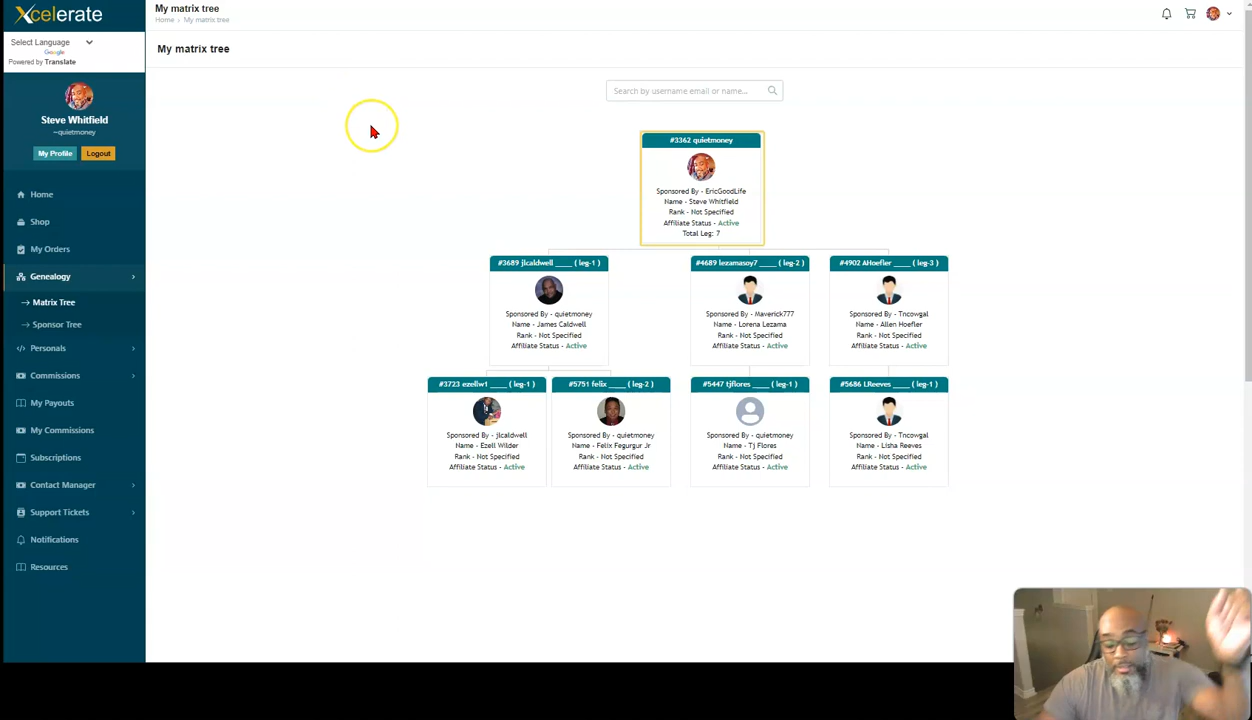 Xcelerate
Select Language
Google
Powered by Translate
Steve Whitfield
~quietmoney
My Profile
Logout
Home
Shop
My Orders
Genealogy
Matrix Tree
Sponsor Tree
Personals
Commissions
My Payouts
My Commissions
Subscriptions
Contact Manager
Support Tickets
Notifications
Resources
My matrix tree
Home › My matrix tree
My matrix tree
Search by username email or name...
#3362 quietmoney
Sponsored By - EricGoodLife
Name - Steve Whitfield
Rank - Not Specified
Affiliate Status - Active
Total Leg: 7
#3689 jlcaldwell ____ ( leg-1 )
Sponsored By - quietmoney
Name - James Caldwell
Rank - Not Specified
Affiliate Status - Active
#4689 lezamasoy7 ____ ( leg-2 )
Sponsored By - Maverick777
Name - Lorena Lezama
Rank - Not Specified
Affiliate Status - Active
#4902 AHoefler ____ ( leg-3 )
Sponsored By - Tncowgal
Name - Allen Hoefler
Rank - Not Specified
Affiliate Status - Active
#3723 ezellw1 ____ ( leg-1 )
Sponsored By - jlcaldwell
Name - Ezell Wilder
Rank - Not Specified
Affiliate Status - Active
#5751 felix ____ ( leg-2 )
Sponsored By - quietmoney
Name - Felix Fegurgur Jr
Rank - Not Specified
Affiliate Status - Active
#5447 tjflores ____ ( leg-1 )
Sponsored By - quietmoney
Name - Tj Flores
Rank - Not Specified
Affiliate Status - Active
#5686 LReeves ____ ( leg-1 )
Sponsored By - Tncowgal
Name - Lisha Reeves
Rank - Not Specified
Affiliate Status - Active